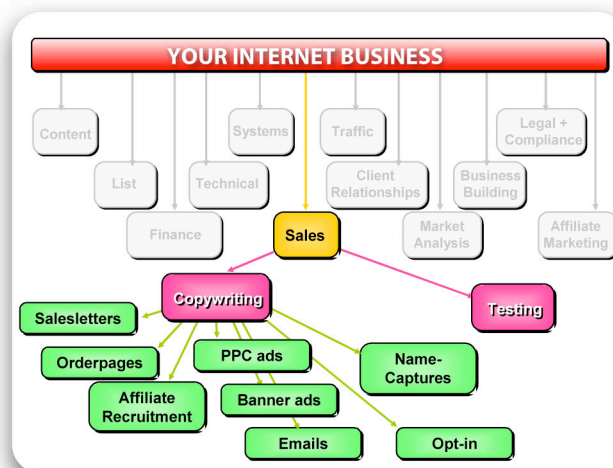 YOUR INTERNET BUSINESS
Content
Systems
Traffic
Legal +
Compliance
List
Technical
Client
Relationships
Business
Building
Finance
Sales
Market
Analysis
Affiliate
Marketing
Copywriting
Testing
Salesletters
Orderpages
PPC ads
Name-
Captures
Affiliate
Recruitment
Banner ads
Emails
Opt-in